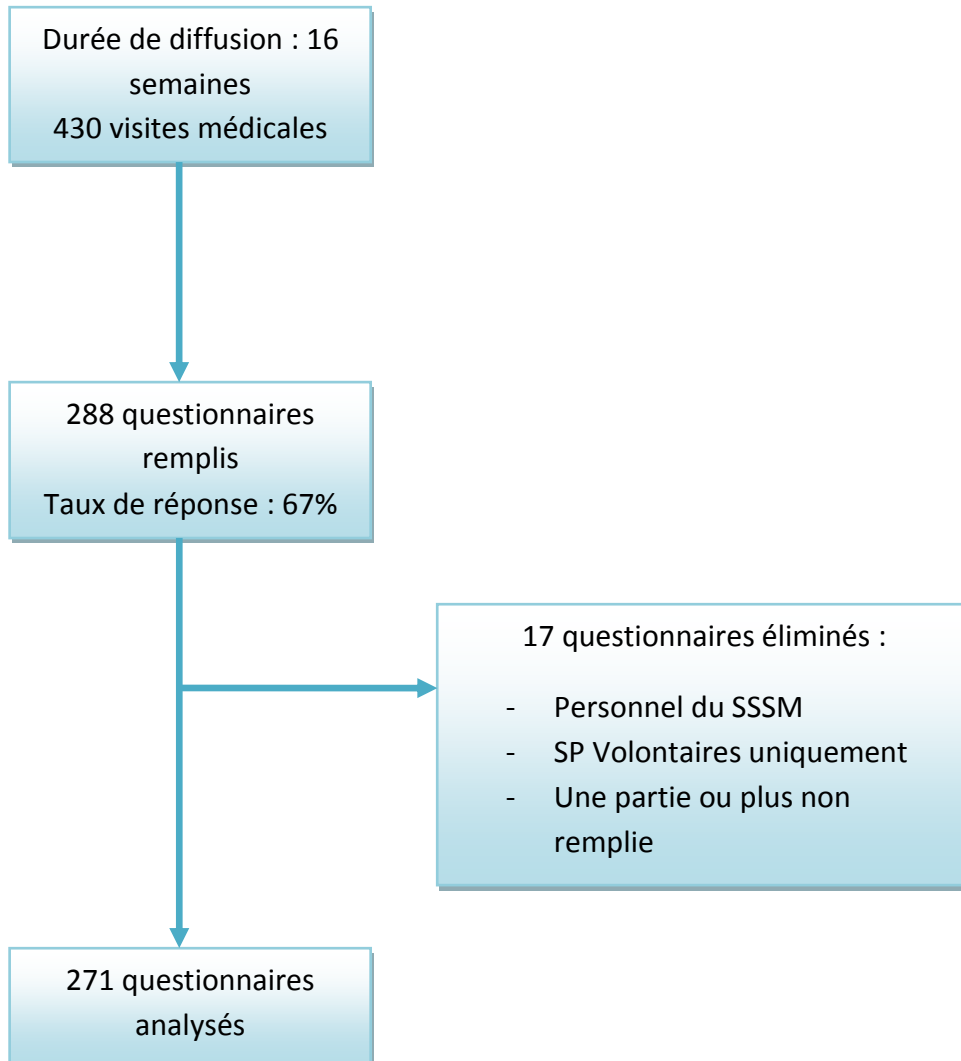 Durée de diffusion : 16
semaines
430 visites médicales
288 questionnaires
remplis
Taux de réponse : 67%
17 questionnaires éliminés :
- Personnel du SSSM
- SP Volontaires uniquement
- Une partie ou plus non
remplie
271 questionnaires
analysés